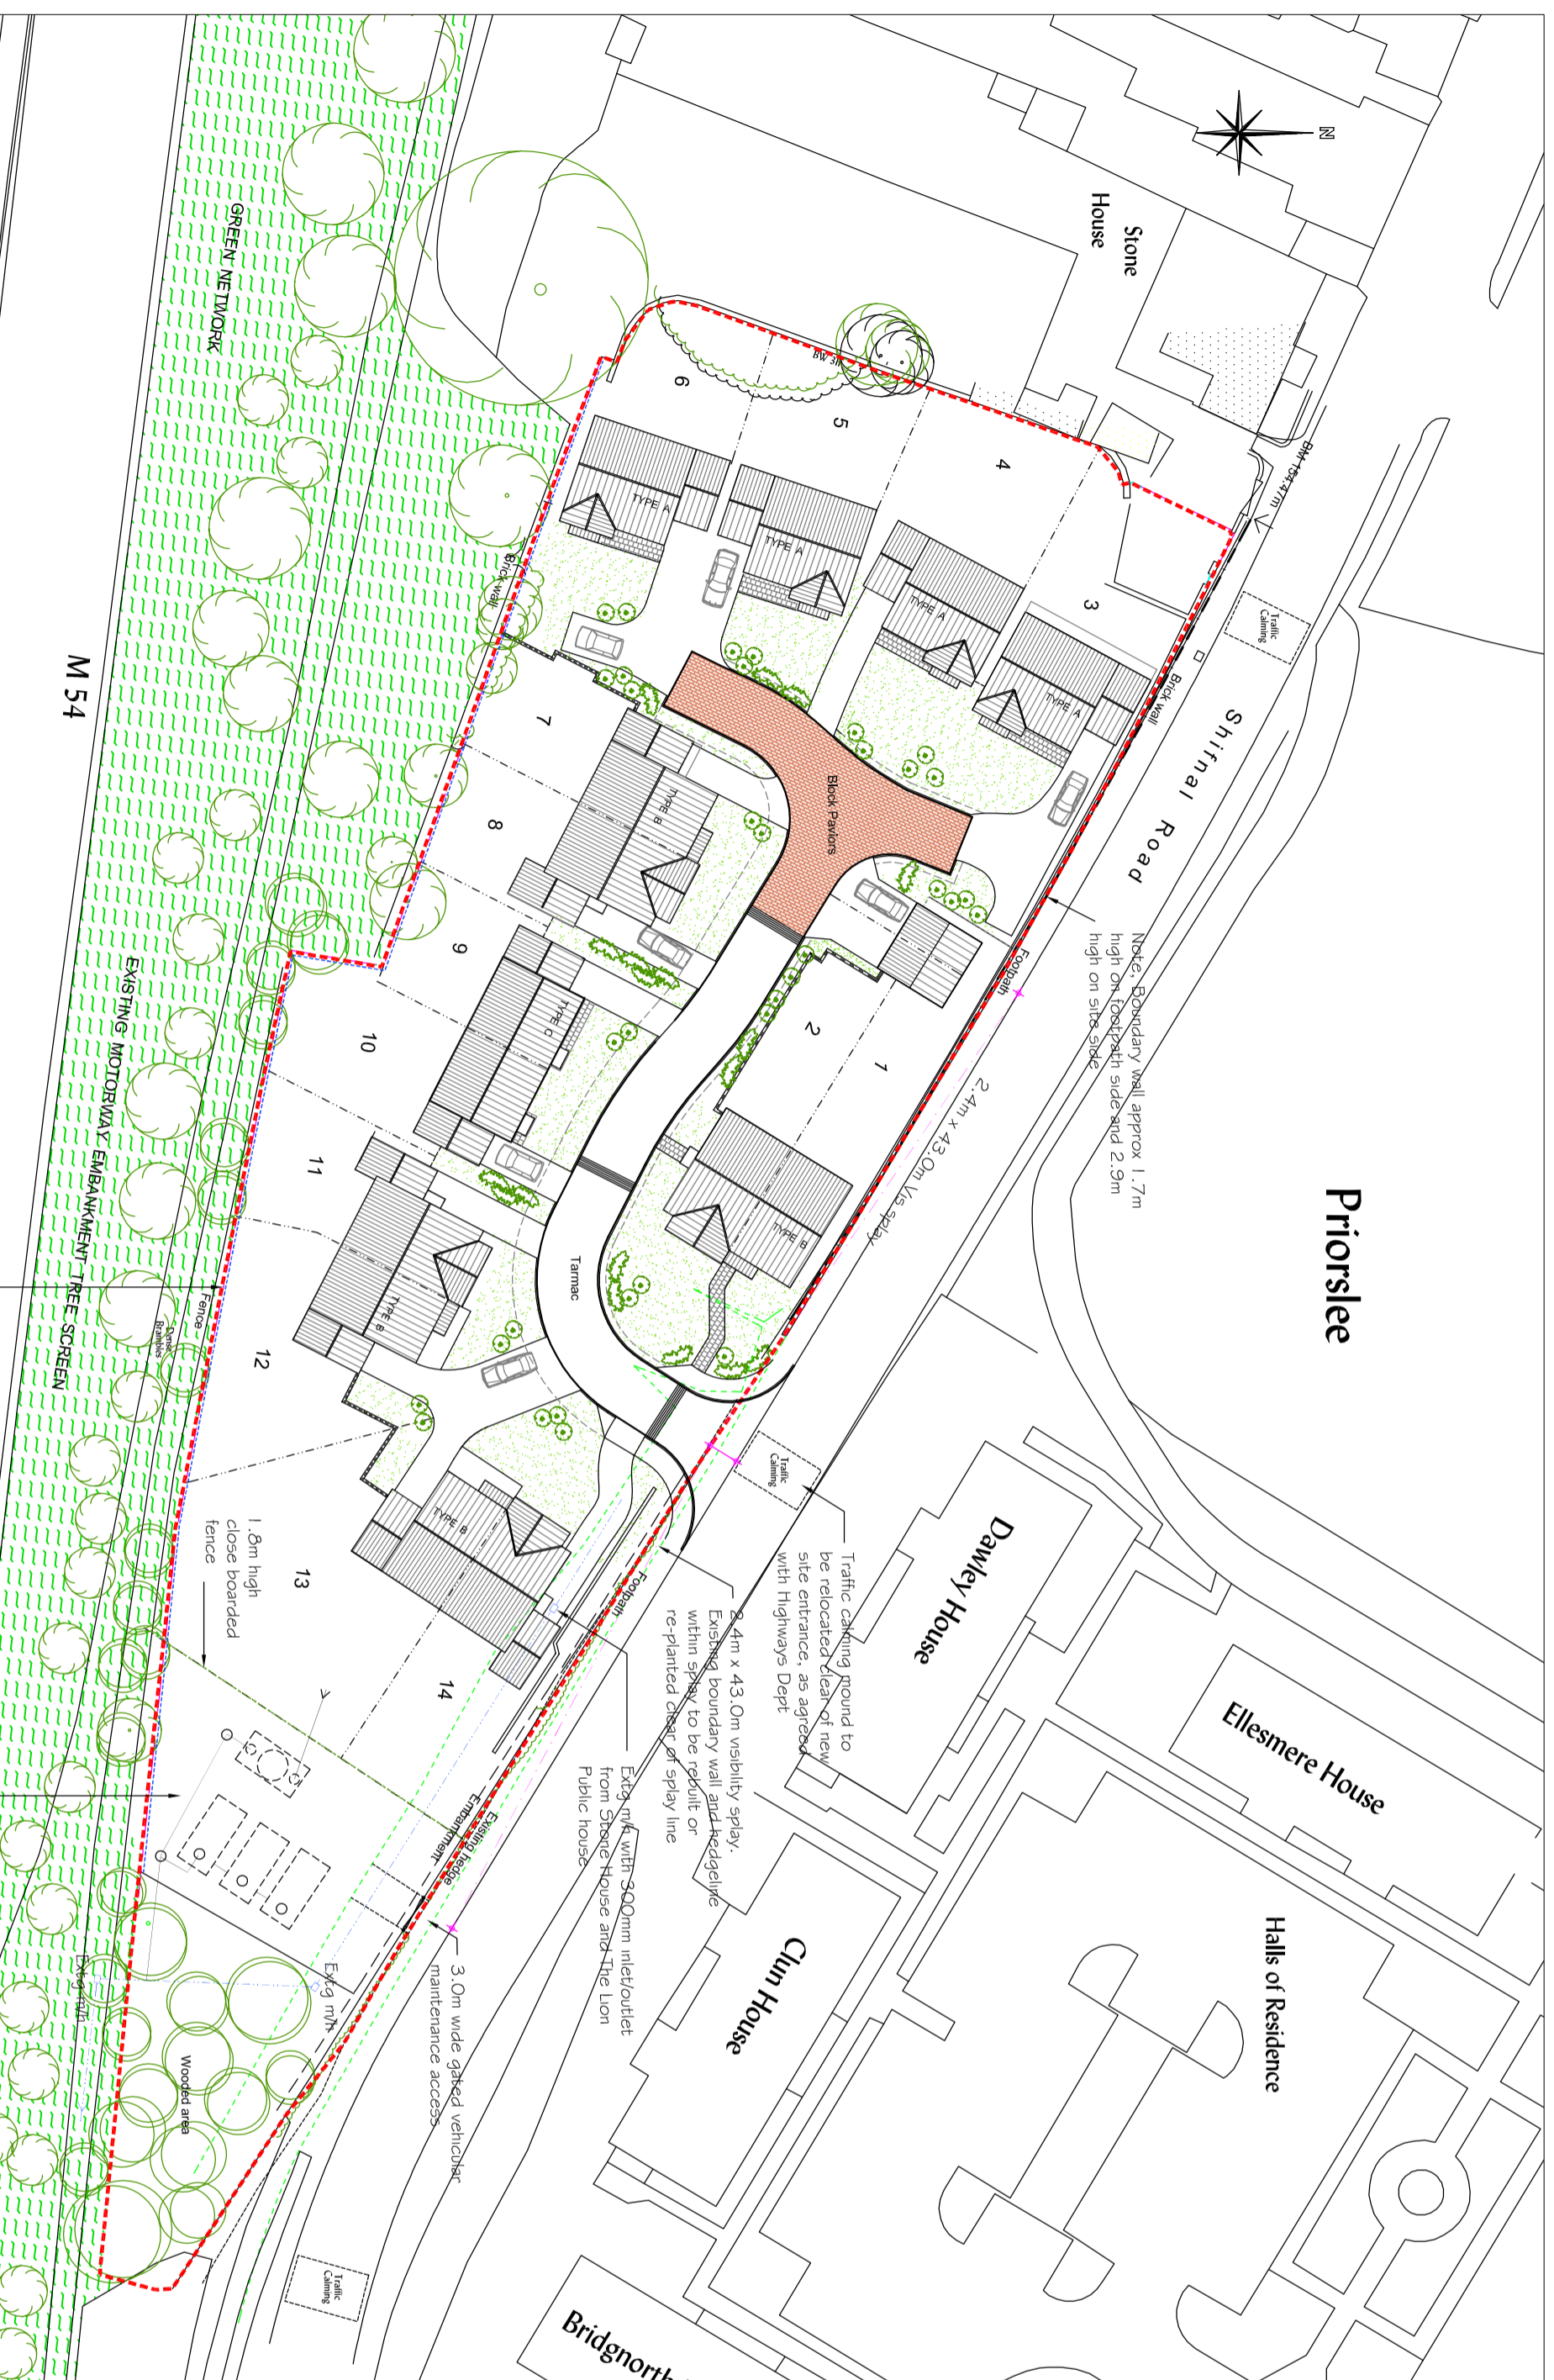 N
Stone
House
BM 154.47m
Traffic
Calming
Brick wall
Shifnal Road
Priorslee
Note, Boundary wall approx 1.7m
high on footpath side and 2.9m
high on site side
Footpath
2.4m x 43.0m Vis splay
Dawley House
Ellesmere House
Halls of Residence
Clun House
Traffic
Calming
Traffic calming mound to
be relocated clear of new
site entrance, as agreed
with Highways Dept
2.4m x 43.0m visibility splay.
Existing boundary wall and hedgeline
within splay to be rebuilt or
re-planted clear of splay line
Extg m/h with 300mm inlet/outlet
from Stone House and The Lion
Public house
Footpath
3.0m wide gated vehicular
maintenance access
Existing hedge
Embankment
Traffic
Calming
6
5
4
3
TYPE A
TYPE A
TYPE A
TYPE A
Block Paviors
2
1
TYPE B
Tarmac
Brick wall
7
8
9
10
11
12
13
14
TYPE B
TYPE C
TYPE B
TYPE B
Fence
Dense
Brambles
1.8m high
close boarded
fence
Extg m/h
Extg m/h
Wooded area
GREEN NETWORK
EXISTING MOTORWAY EMBANKMENT TREE SCREEN
M 54